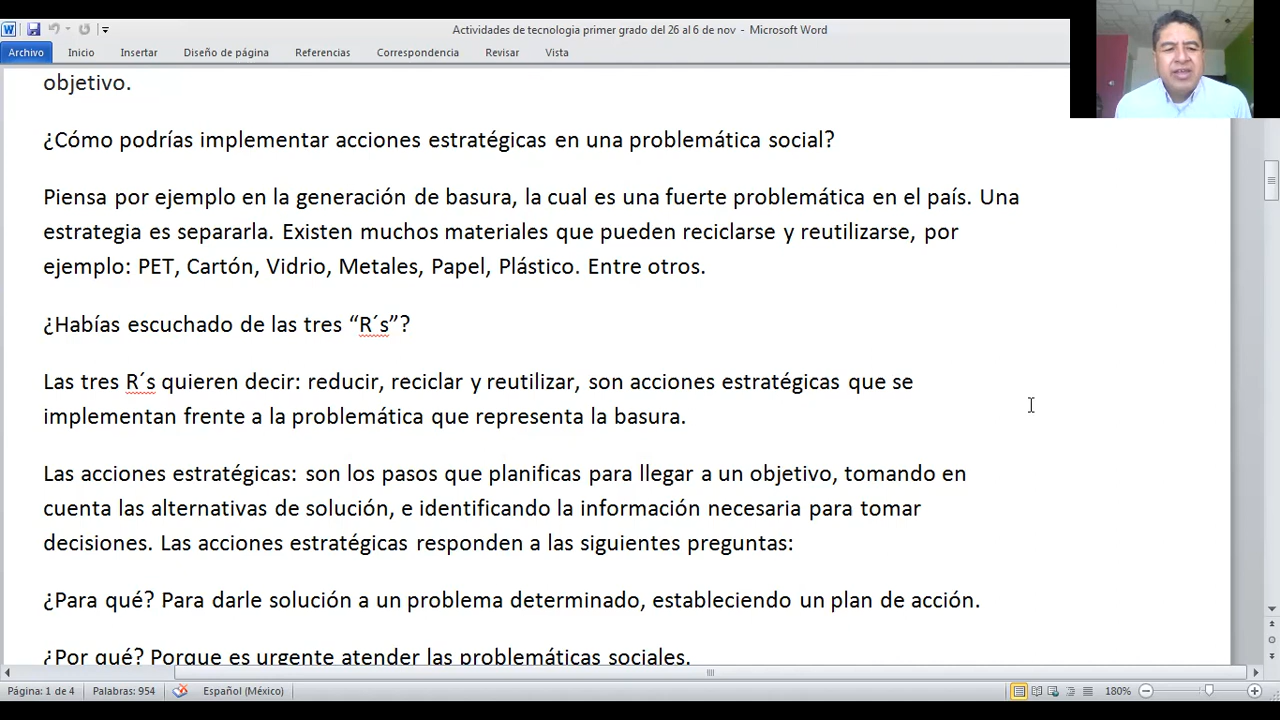 Actividades de tecnologia primer grado del 26 al 6 de nov - Microsoft Word
Archivo Inicio Insertar Diseño de página Referencias Correspondencia Revisar Vista
objetivo.
¿Cómo podrías implementar acciones estratégicas en una problemática social?
Piensa por ejemplo en la generación de basura, la cual es una fuerte problemática en el país. Una
estrategia es separarla. Existen muchos materiales que pueden reciclarse y reutilizarse, por
ejemplo: PET, Cartón, Vidrio, Metales, Papel, Plástico. Entre otros.
¿Habías escuchado de las tres “R´s”?
Las tres R´s quieren decir: reducir, reciclar y reutilizar, son acciones estratégicas que se
implementan frente a la problemática que representa la basura.
Las acciones estratégicas: son los pasos que planificas para llegar a un objetivo, tomando en
cuenta las alternativas de solución, e identificando la información necesaria para tomar
decisiones. Las acciones estratégicas responden a las siguientes preguntas:
¿Para qué? Para darle solución a un problema determinado, estableciendo un plan de acción.
¿Por qué? Porque es urgente atender las problemáticas sociales.
Página: 1 de 4 Palabras: 954 Español (México) 180%